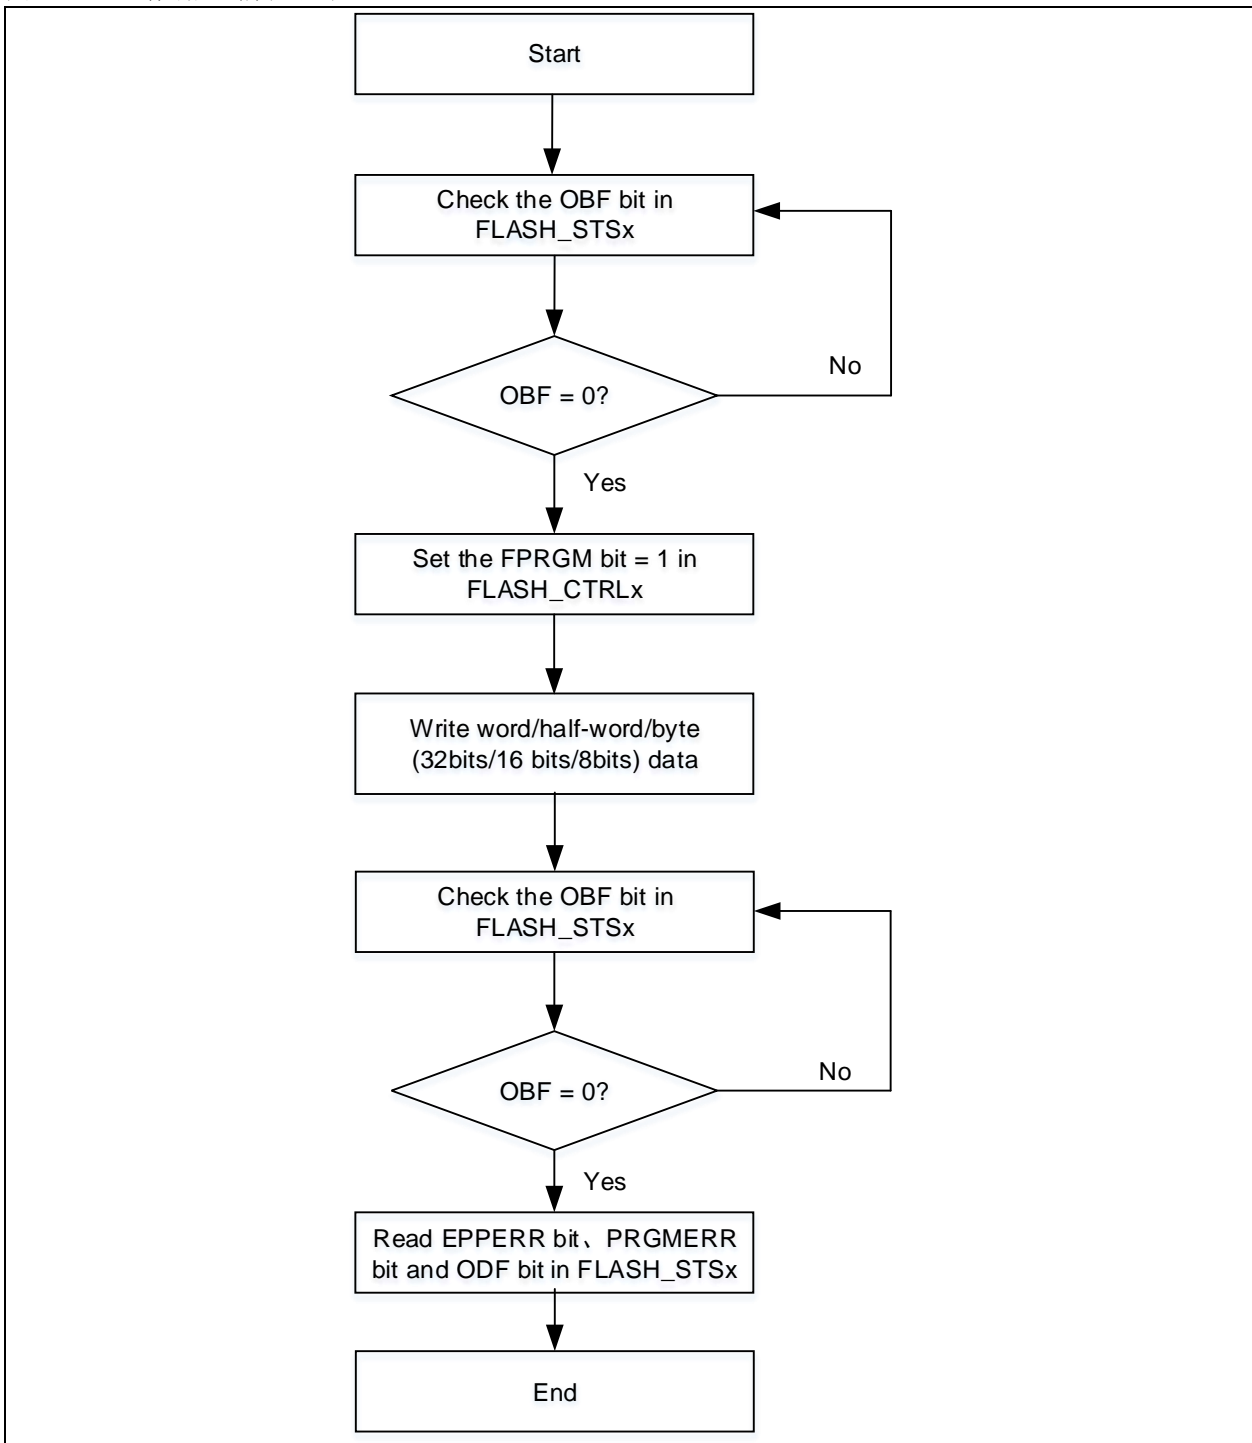 Start
Check the OBF bit in
FLASH_STSx
OBF = 0?
No
Yes
Set the FPRGM bit = 1 in
FLASH_CTRLx
Write word/half-word/byte
(32bits/16 bits/8bits) data
Check the OBF bit in
FLASH_STSx
OBF = 0?
No
Yes
Read EPPERR bit、PRGMERR
bit and ODF bit in FLASH_STSx
End